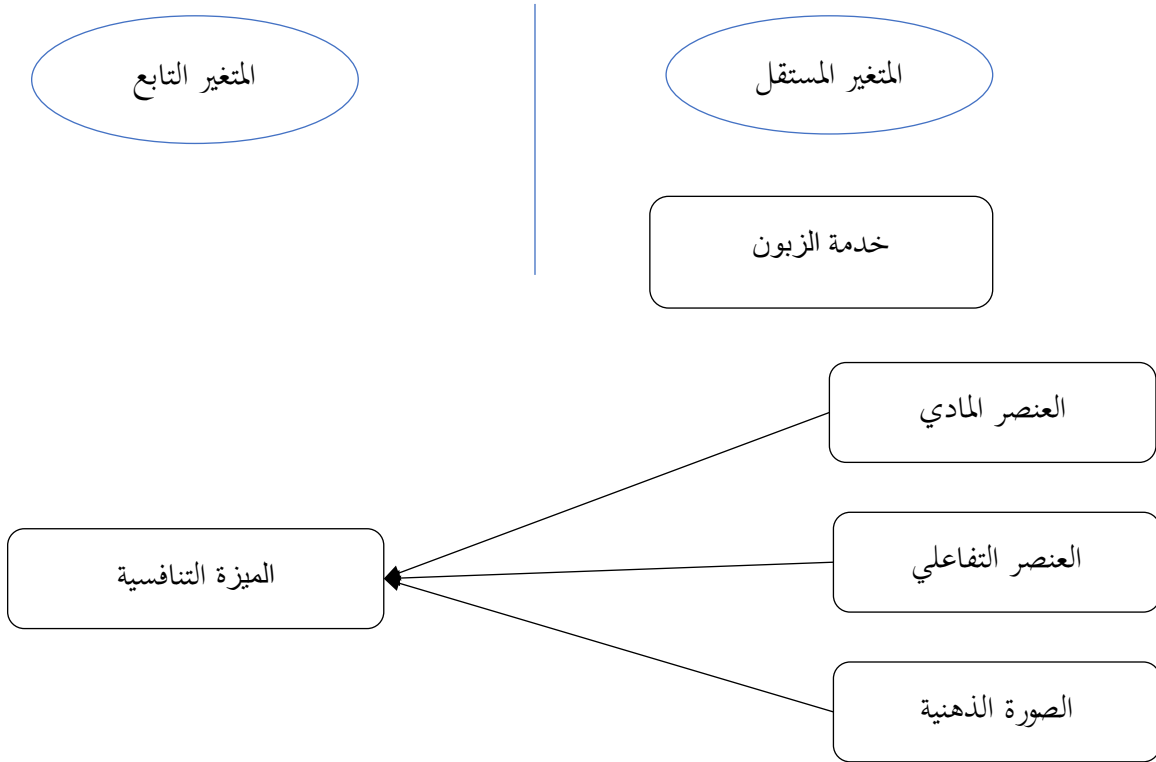 المتغير المستقل
المتغير التابع
خدمة الزبون
العنصر المادي
العنصر التفاعلي
الميزة التنافسية
الصورة الذهنية